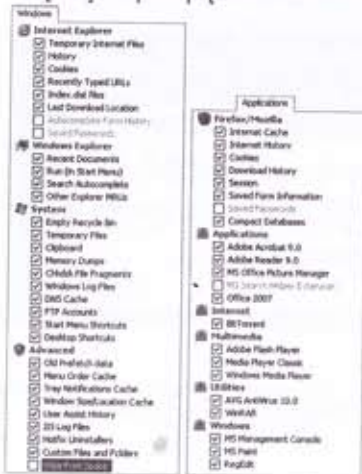 Windows
Internet Explorer
Temporary Internet Files
History
Cookies
Recently Typed URLs
Index.dat files
Last Download Location
Autocomplete Form History
Saved Passwords
Windows Explorer
Recent Documents
Run (in Start Menu)
Search Autocomplete
Other Explorer MRUs
System
Empty Recycle Bin
Temporary Files
Clipboard
Memory Dumps
Chkdsk File Fragments
Windows Log Files
DNS Cache
FTP Accounts
Start Menu Shortcuts
Desktop Shortcuts
Advanced
Old Prefetch data
Menu Order Cache
Tray Notifications Cache
Window Size/Location Cache
User Assist History
IIS Log Files
Hotfix Uninstallers
Custom Files and Folders
Wipe Free Space
Applications
Firefox/Mozilla
Internet Cache
Internet History
Cookies
Download History
Session
Saved Form Information
Saved Passwords
Compact Databases
Applications
Adobe Acrobat 9.0
Adobe Reader 9.0
MS Office Picture Manager
MS Search
Office 2007
Internet
BitTorrent
Multimedia
Adobe Flash Player
Media Player Classic
Windows Media Player
Utilities
AVG AntiVirus 10.0
WinRAR
Windows
MS Management Console
MS Paint
RegEdit